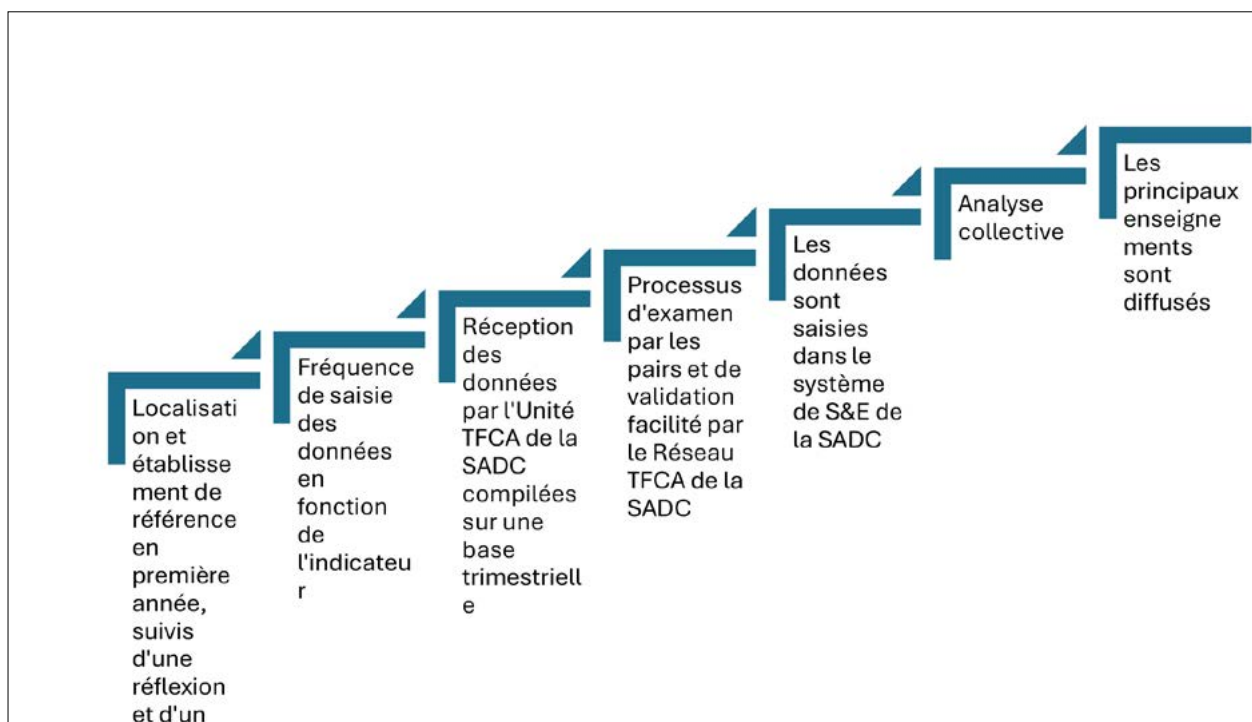 Localisati
on et
établisse
ment de
référence
en
première
année,
suivis
d'une
réflexion
et d'un
Fréquence
de saisie
des
données
en
fonction
de
l'indicateu
r
Réception
des
données
par l'Unité
TFCA de la
SADC
compilées
sur une
base
trimestriell
e
Processus
d'examen
par les
pairs et de
validation
facilité par
le Réseau
TFCA de la
SADC
Les
données
sont
saisies
dans le
système
de S&E de
la SADC
Analyse
collective
Les
principaux
enseigne
ments
sont
diffusés